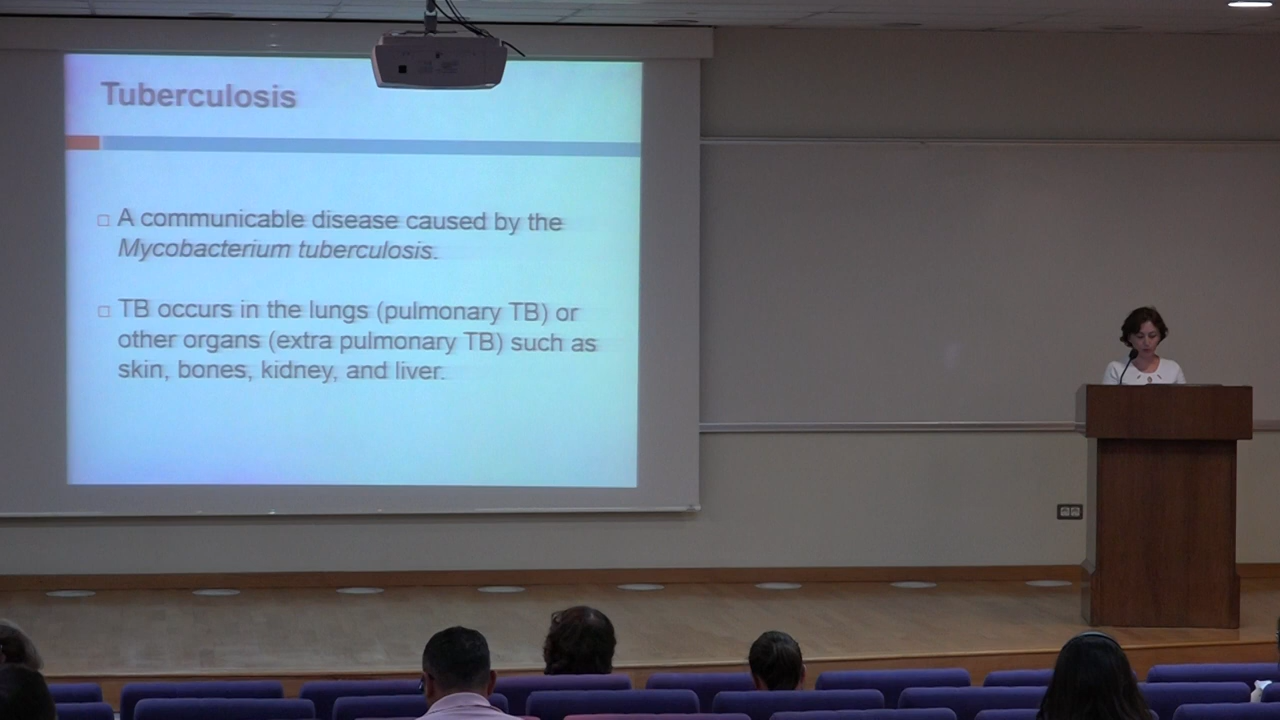 Tuberculosis
A communicable disease caused by the
Mycobacterium tuberculosis.
TB occurs in the lungs (pulmonary TB) or
other organs (extra pulmonary TB) such as
skin, bones, kidney, and liver.